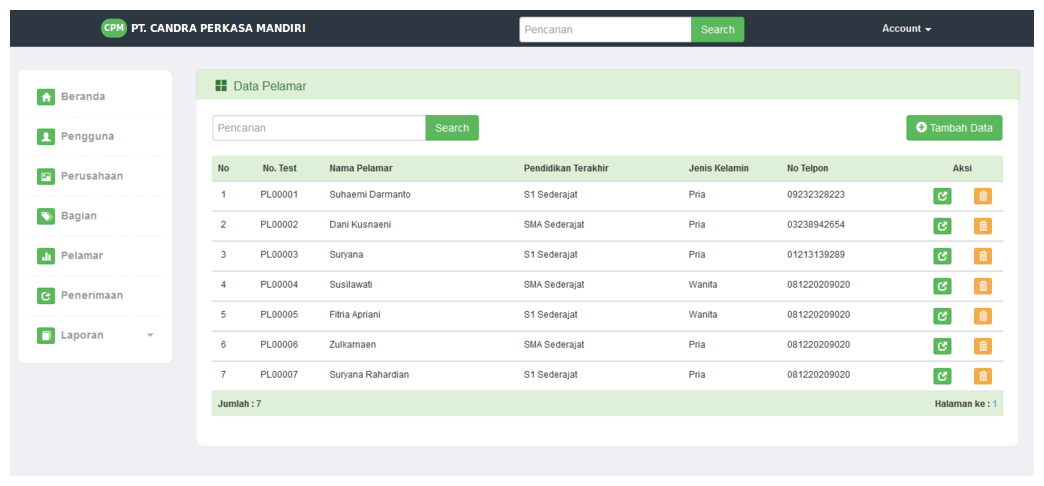 CPM PT. CANDRA PERKASA MANDIRI Pencarian Search Account
Beranda
Pengguna
Perusahaan
Bagian
Pelamar
Penerimaan
Laporan
Data Pelamar
Pencarian Search Tambah Data
No No. Test Nama Pelamar Pendidikan Terakhir Jenis Kelamin No Telpon Aksi
1 PL00001 Suhaemi Darmanto S1 Sederajat Pria 09232328223
2 PL00002 Dani Kusnaeni SMA Sederajat Pria 03238942654
3 PL00003 Suryana S1 Sederajat Pria 01213139289
4 PL00004 Susilawati SMA Sederajat Wanita 081220209020
5 PL00005 Fitria Apriani S1 Sederajat Wanita 081220209020
6 PL00006 Zulkarnaen SMA Sederajat Pria 081220209020
7 PL00007 Suryana Rahardian S1 Sederajat Pria 081220209020
Jumlah : 7 Halaman ke : 1